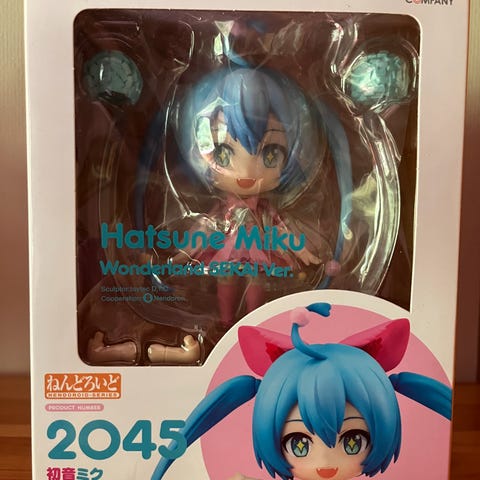 COMPANY
Hatsune Miku
Wonderland SEKAI Ver.
Cooperation:
ねんどろいど
NENDOROID-SERIES
PRODUCT NUMBER
2045
初音ミク